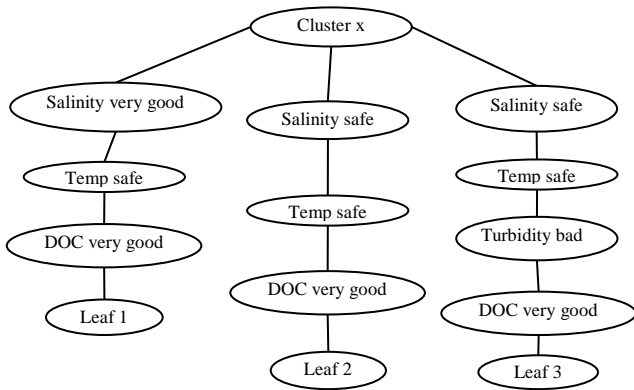 Cluster x
Salinity very good
Temp safe
DOC very good
Leaf 1
Salinity safe
Temp safe
DOC very good
Leaf 2
Salinity safe
Temp safe
Turbidity bad
DOC very good
Leaf 3